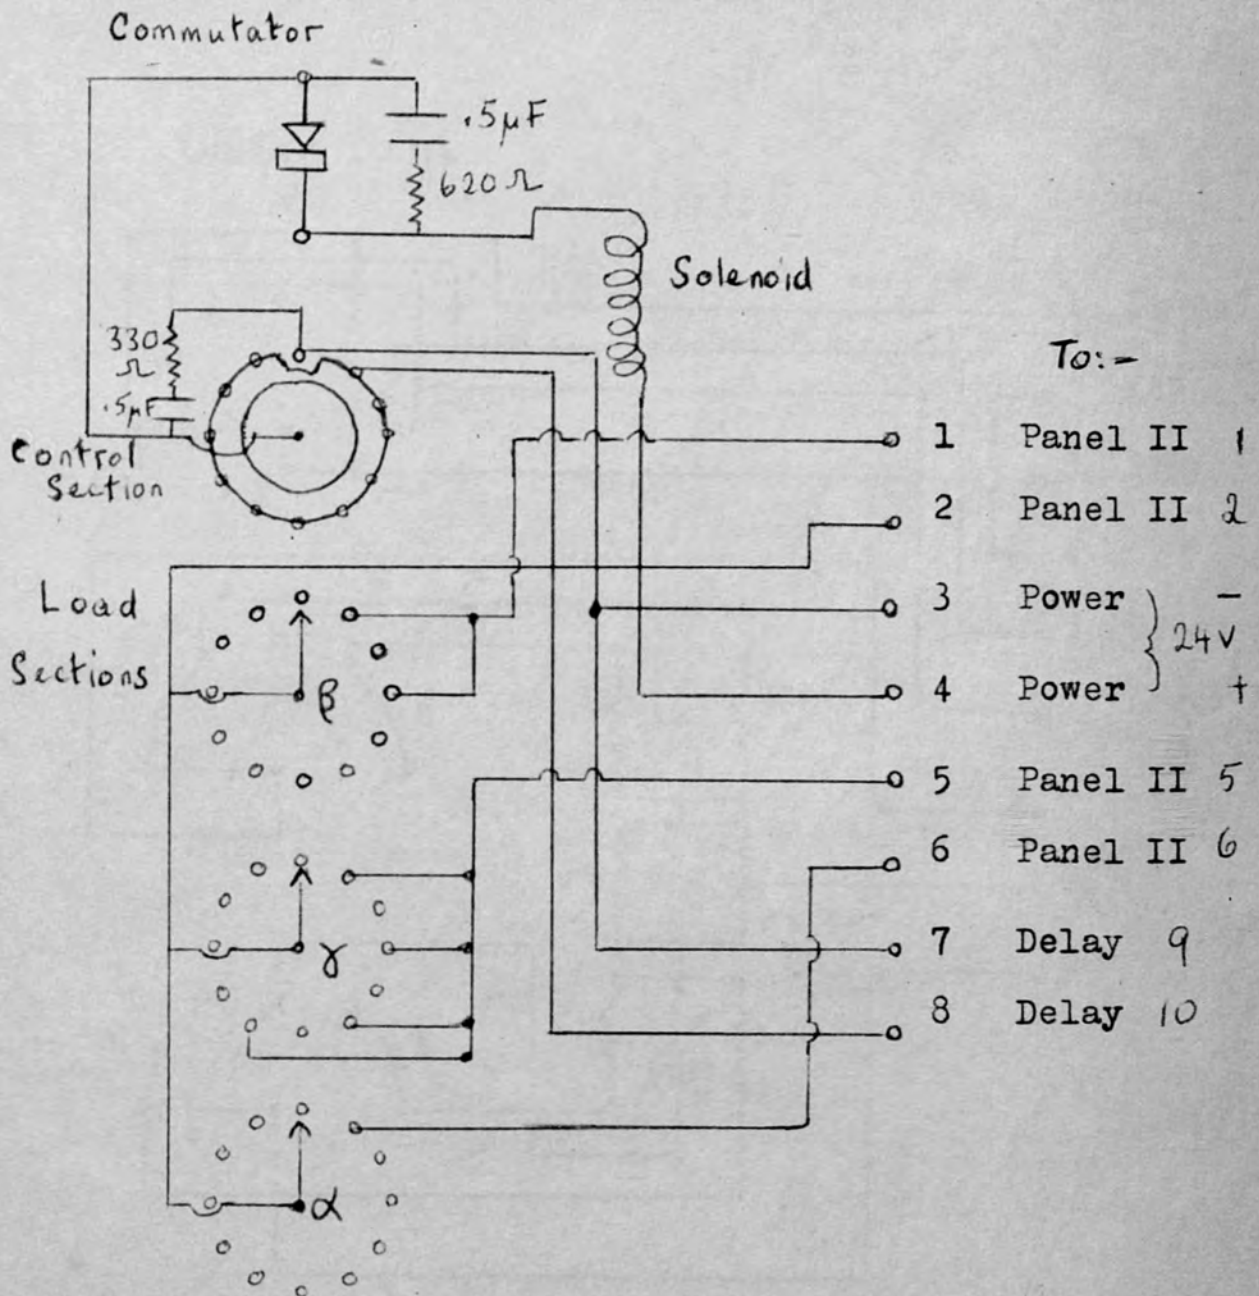 Commutator
.5μF
620 Ω
Solenoid
330
Ω
.5μF
Control
Section
To:-
1 Panel II 1
2 Panel II 2
Load
Sections
3 Power -
24V
4 Power +
β
5 Panel II 5
6 Panel II 6
γ
7 Delay 9
8 Delay 10
α